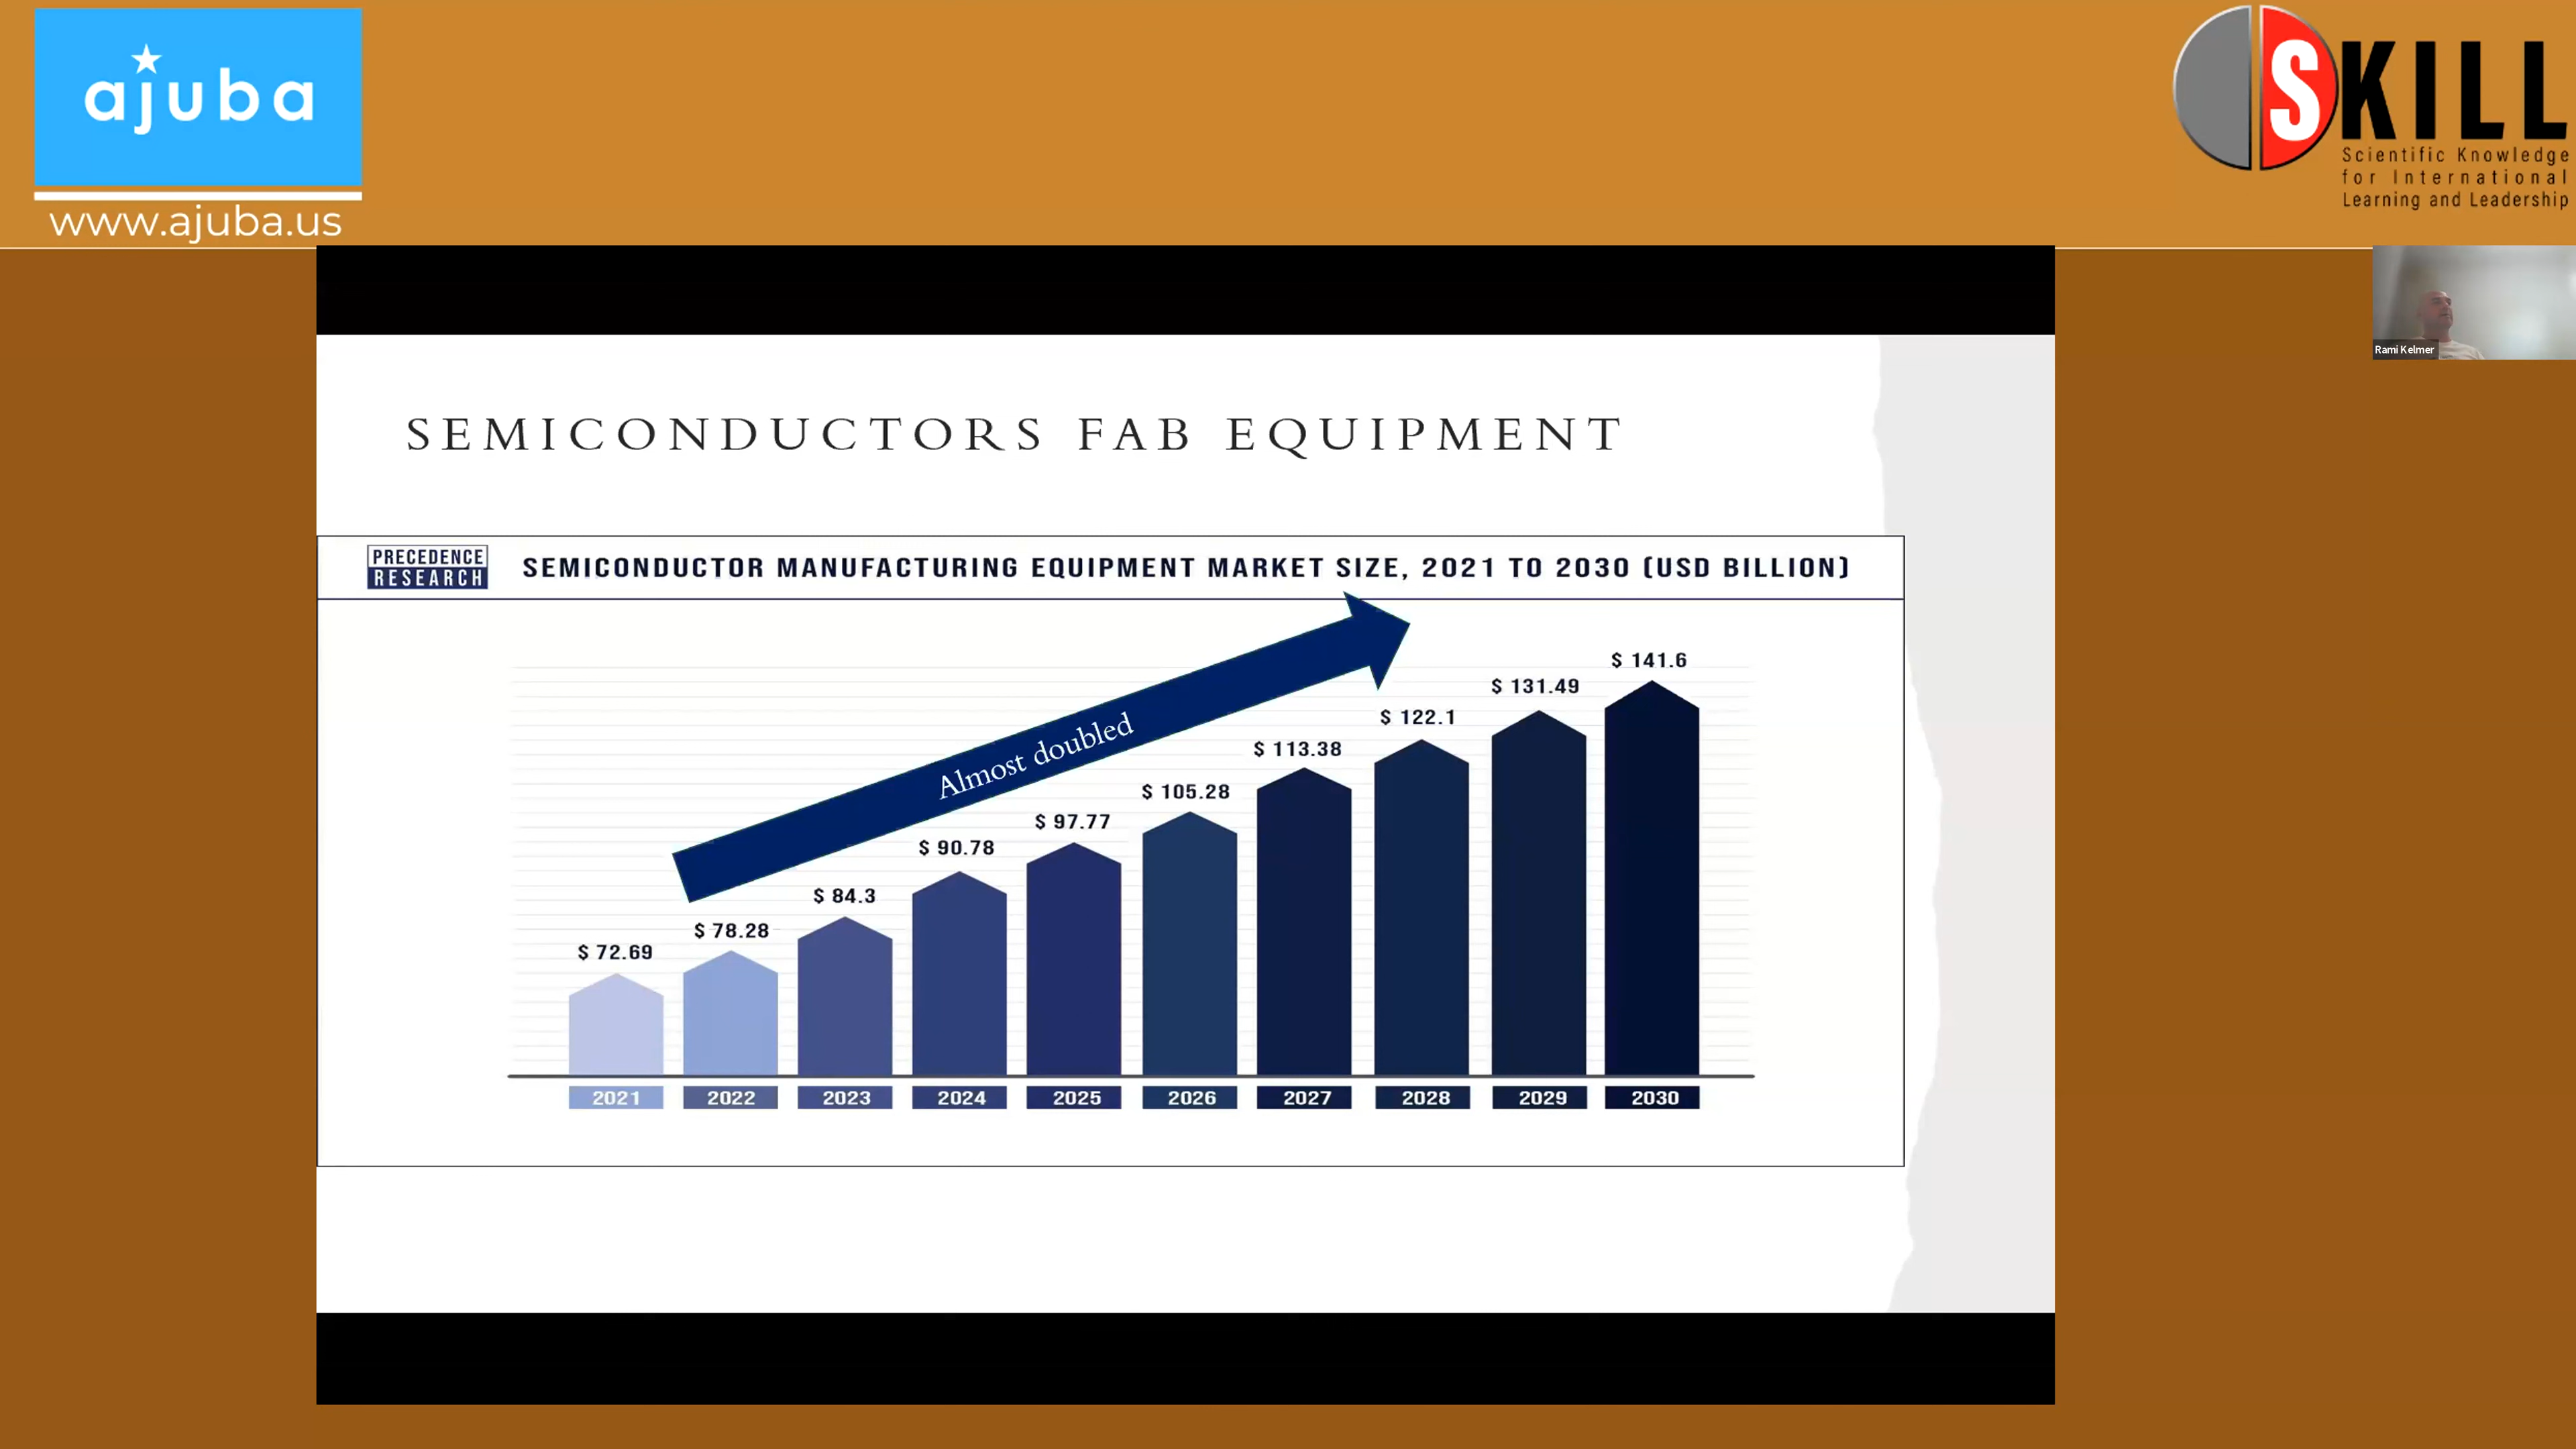 ajuba
www.ajuba.us
SKILL
Scientific Knowledge
for International
Learning and Leadership
Rami Kelmer
SEMICONDUCTORS FAB EQUIPMENT
PRECEDENCE
RESEARCH
SEMICONDUCTOR MANUFACTURING EQUIPMENT MARKET SIZE, 2021 TO 2030 (USD BILLION)
Almost doubled
$ 72.69
$ 78.28
$ 84.3
$ 90.78
$ 97.77
$ 105.28
$ 113.38
$ 122.1
$ 131.49
$ 141.6
2021 2022 2023 2024 2025 2026 2027 2028 2029 2030